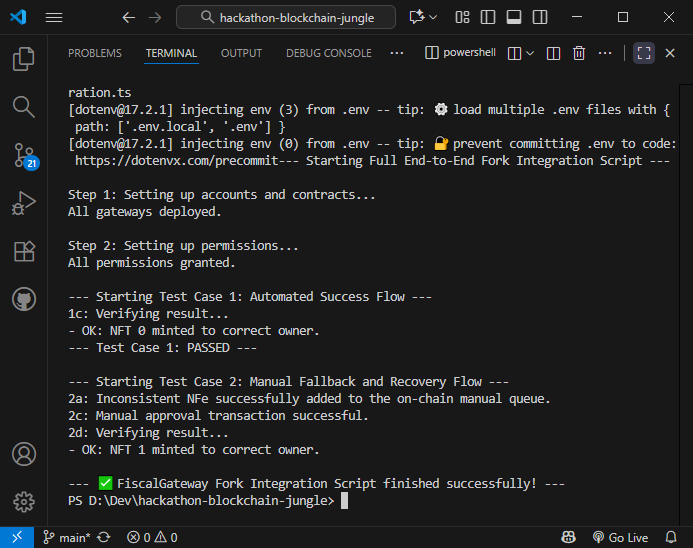 hackathon-blockchain-jungle
PROBLEMS TERMINAL OUTPUT DEBUG CONSOLE ··· powershell
ration.ts
[dotenv@17.2.1] injecting env (3) from .env -- tip: ⚙️ load multiple .env files with {
path: ['.env.local', '.env'] }
[dotenv@17.2.1] injecting env (0) from .env -- tip: 🔐 prevent committing .env to code:
https://dotenvx.com/precommit--- Starting Full End-to-End Fork Integration Script ---
Step 1: Setting up accounts and contracts...
All gateways deployed.
Step 2: Setting up permissions...
All permissions granted.
--- Starting Test Case 1: Automated Success Flow ---
1c: Verifying result...
- OK: NFT 0 minted to correct owner.
--- Test Case 1: PASSED ---
--- Starting Test Case 2: Manual Fallback and Recovery Flow ---
2a: Inconsistent NFe successfully added to the on-chain manual queue.
2c: Manual approval transaction successful.
2d: Verifying result...
- OK: NFT 1 minted to correct owner.
--- ✅ FiscalGateway Fork Integration Script finished successfully! ---
PS D:\Dev\hackathon-blockchain-jungle>
21
main* 0 0 Go Live